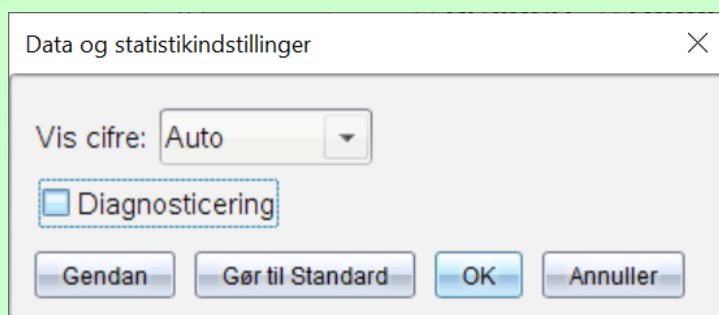 Data og statistikindstillinger
Vis cifre: Auto
Diagnosticering
Gendan Gør til Standard OK Annuller